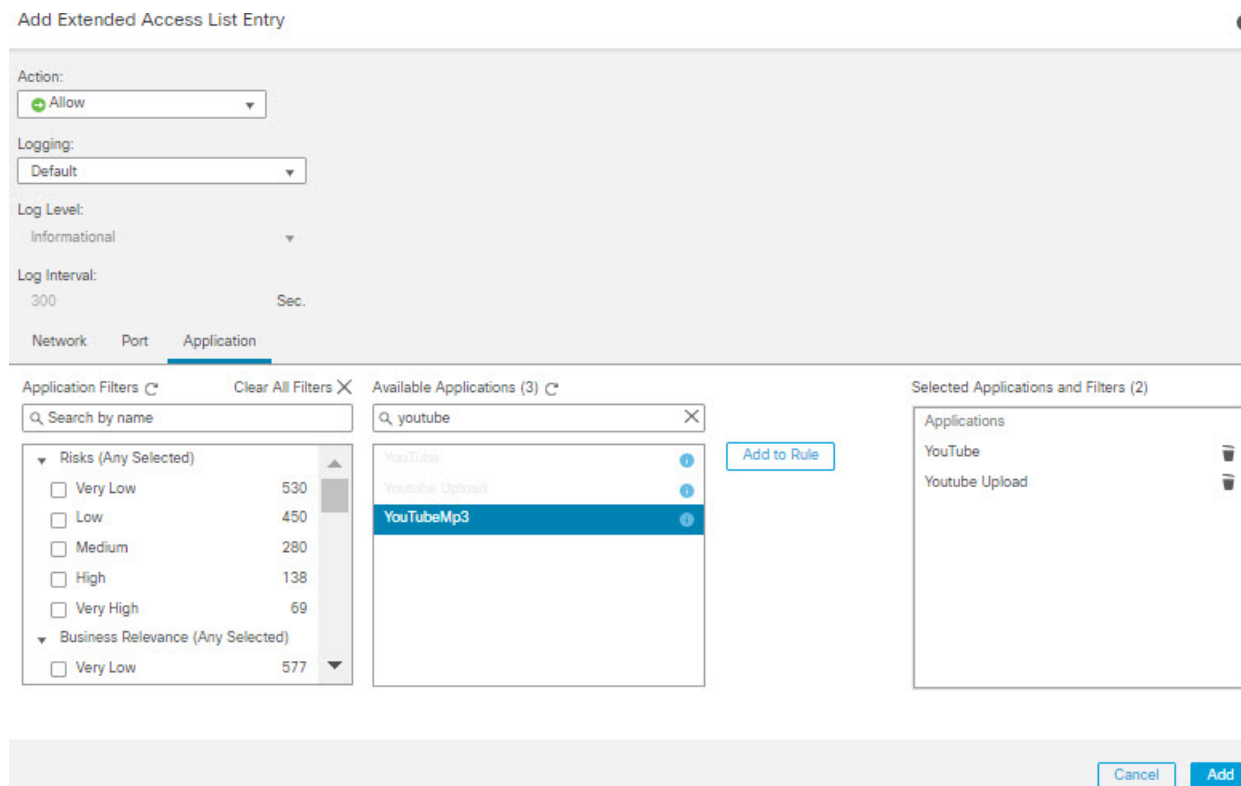 Add Extended Access List Entry
Action:
Allow
Logging:
Default
Log Level:
Informational
Log Interval:
300 Sec.
Network Port Application
Application Filters Clear All Filters
Search by name
Risks (Any Selected)
Very Low 530
Low 450
Medium 280
High 138
Very High 69
Business Relevance (Any Selected)
Very Low 577
Available Applications (3)
youtube
YouTube
Youtube Upload
YouTubeMp3
Add to Rule
Selected Applications and Filters (2)
Applications
YouTube
Youtube Upload
Cancel Add